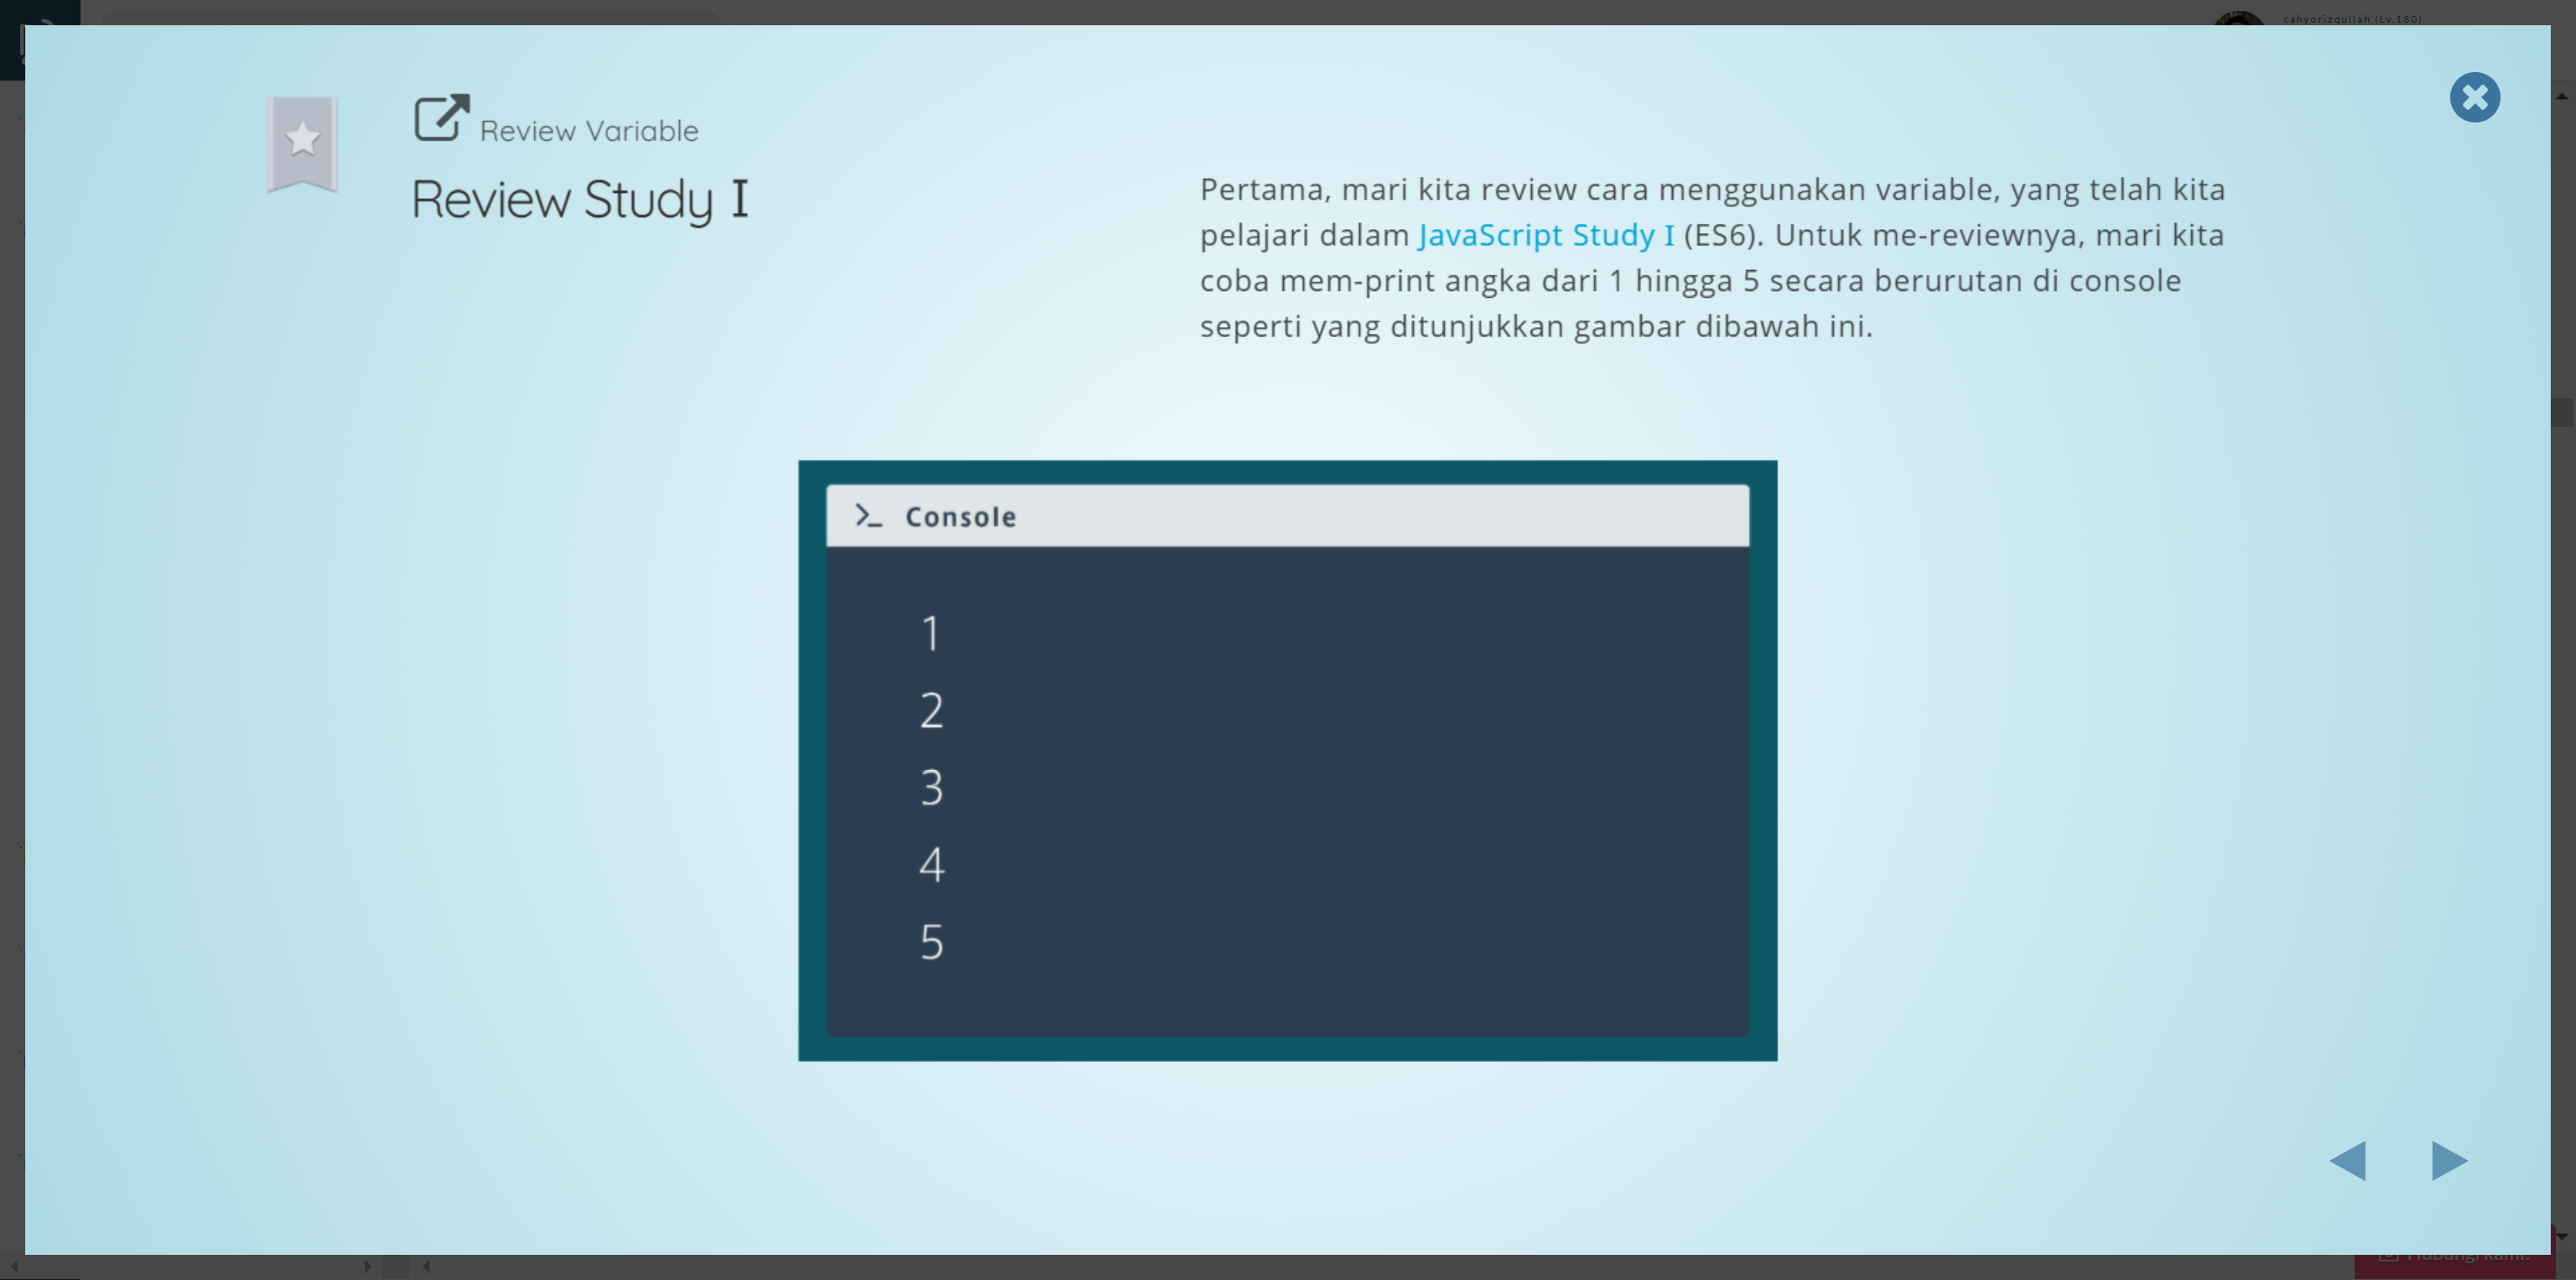 cahyorizqullah (Lv.180)
Review Variable
Review Study I
Pertama, mari kita review cara menggunakan variable, yang telah kita
pelajari dalam JavaScript Study I (ES6). Untuk me-reviewnya, mari kita
coba mem-print angka dari 1 hingga 5 secara berurutan di console
seperti yang ditunjukkan gambar dibawah ini.
>_ Console
1
2
3
4
5
Hubungi kami!